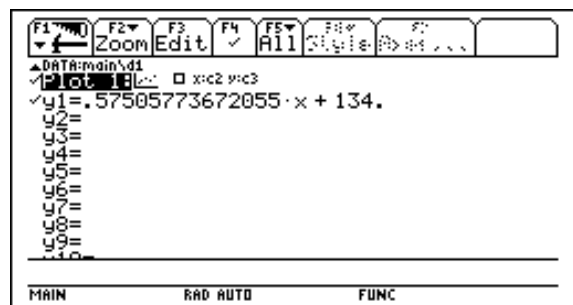 F1 F2 F3 F4 F5
Zoom Edit ✓ All Style
DATA:main\d1
✓Plot 1: x:c2 y:c3
✓y1=.57505773672055·x + 134.
y2=
y3=
y4=
y5=
y6=
y7=
y8=
y9=
MAIN RAD AUTO FUNC